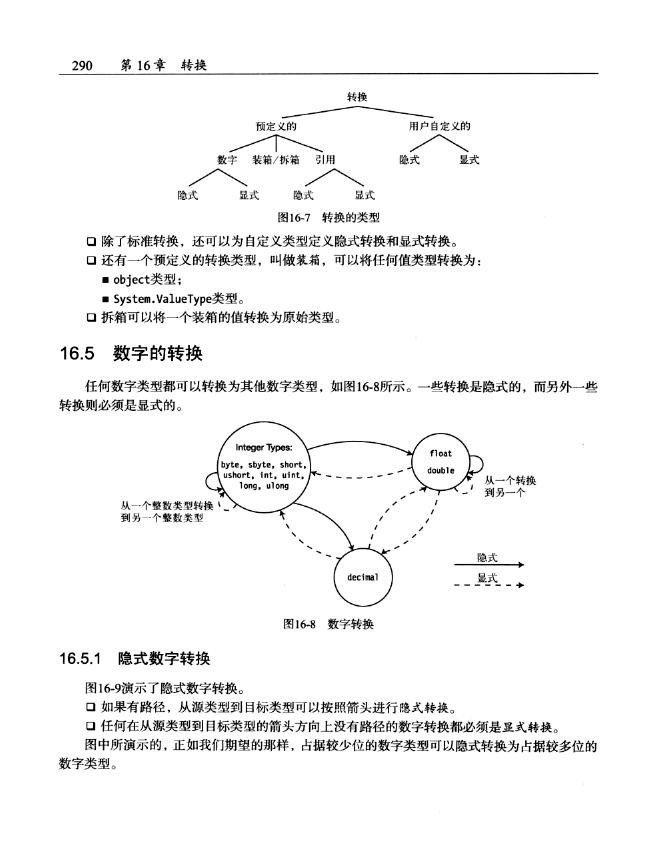 290 第16章 转换
转换
预定义的 用户自定义的
数字 装箱/拆箱 引用 隐式 显式
隐式 显式 隐式 显式
图16-7 转换的类型
除了标准转换，还可以为自定义类型定义隐式转换和显式转换。
还有一个预定义的转换类型，叫做装箱，可以将任何值类型转换为：
object类型；
System.ValueType类型。
拆箱可以将一个装箱的值转换为原始类型。
16.5 数字的转换
任何数字类型都可以转换为其他数字类型，如图16-8所示。一些转换是隐式的，而另外一些
转换则必须是显式的。
Integer Types:
byte, sbyte, short,
ushort, int, uint,
long, ulong
float
double
从一个转换
到另一个
从一个整数类型转换
到另一个整数类型
decimal
隐式
显式
图16-8 数字转换
16.5.1 隐式数字转换
图16-9演示了隐式数字转换。
如果有路径，从源类型到目标类型可以按照箭头进行隐式转换。
任何在从源类型到目标类型的箭头方向上没有路径的数字转换都必须是显式转换。
图中所演示的，正如我们期望的那样，占据较少位的数字类型可以隐式转换为占据较多位的
数字类型。